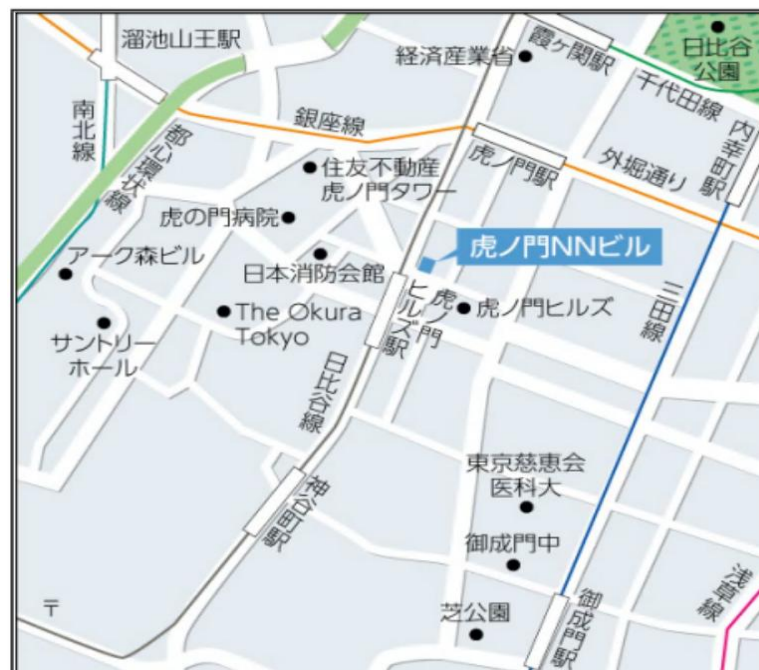 溜池山王駅
経済産業省
霞ヶ関駅
日比谷
公園
千代田線
南北線
都心環状線
銀座線
虎ノ門駅
外堀通り
内幸町駅
住友不動産
虎ノ門タワー
虎の門病院
アーク森ビル
日本消防会館
虎ノ門NNビル
The Okura
Tokyo
虎ノ門
ヒルズ駅
虎ノ門ヒルズ
三田線
サントリー
ホール
日比谷線
東京慈恵会
医科大
神谷町駅
御成門中
浅草線
〒
芝公園
御成門駅